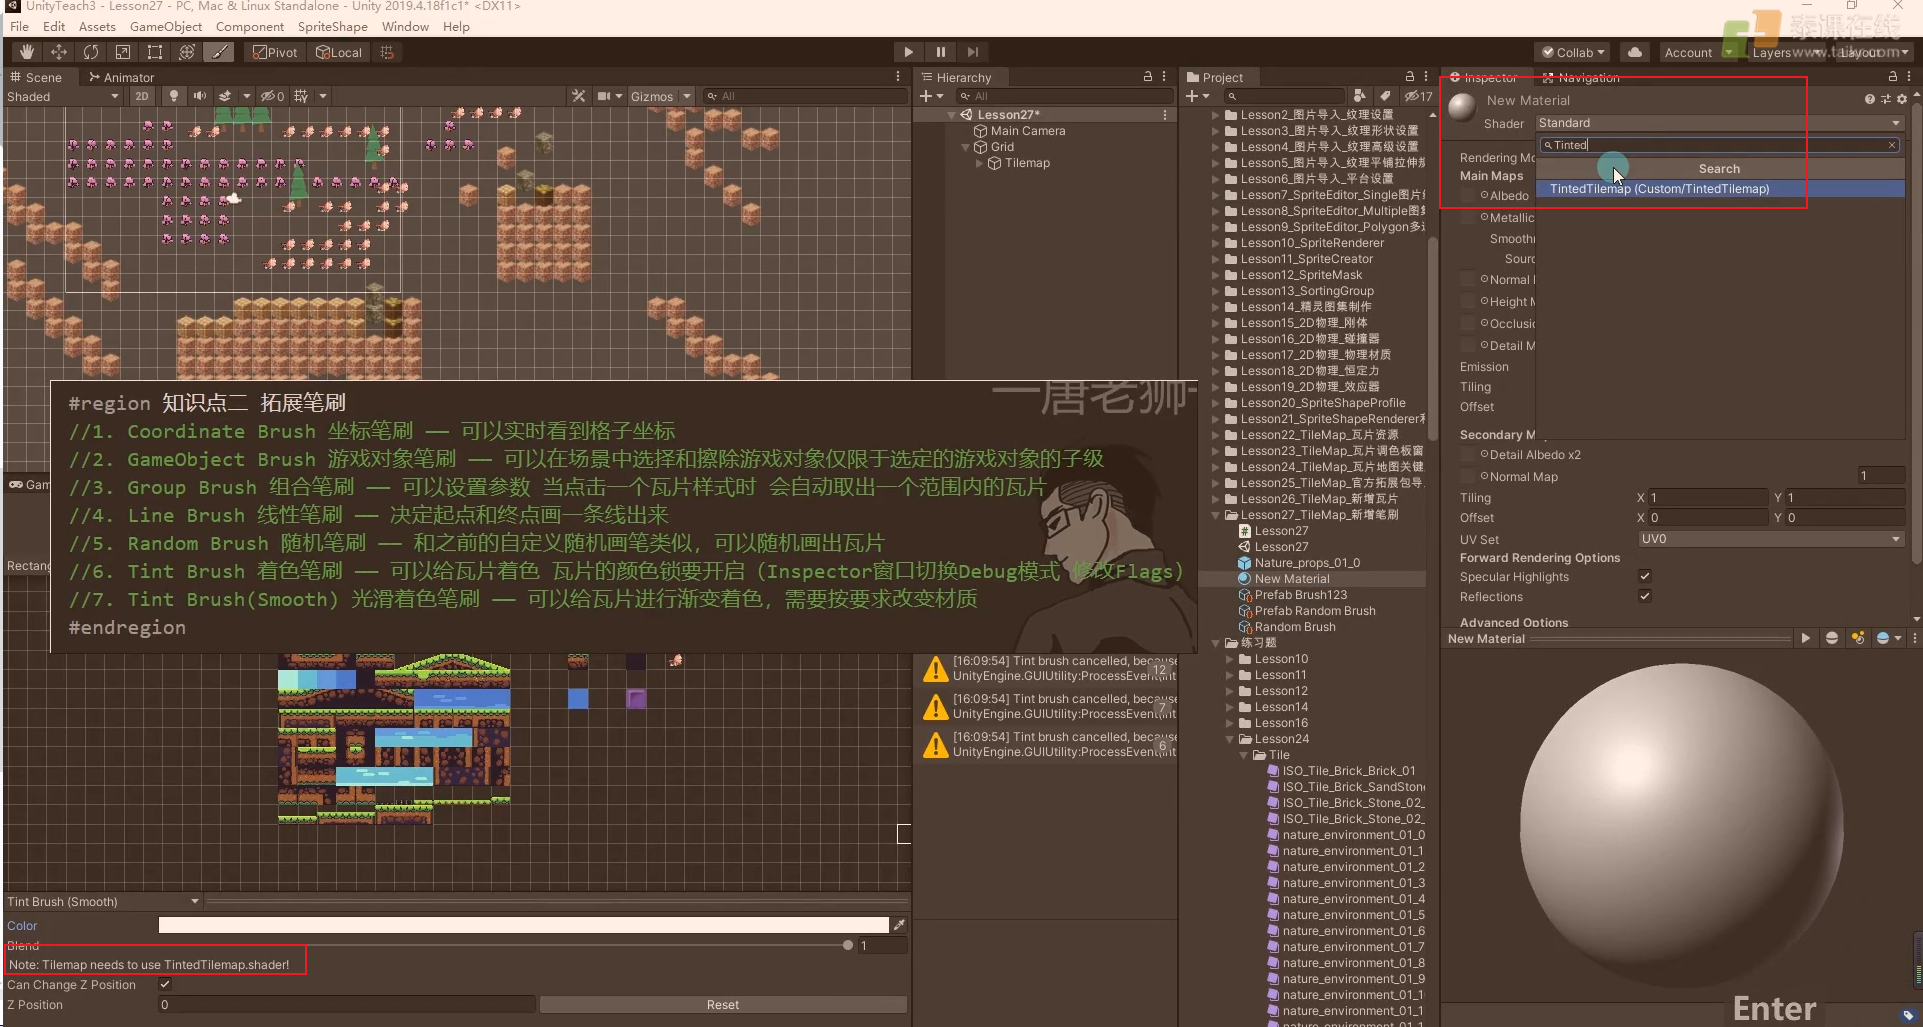 UnityTeach3 - Lesson27 - PC, Mac & Linux Standalone - Unity 2019.4.18f1c1* <DX11>
File Edit Assets GameObject Component SpriteShape Window Help
Pivot Local Collab Account Layers Layout
泰课在线
www.taikr.com
Scene Animator
Shaded 2D 0 Gizmos All
Hierarchy
All
Lesson27*
Main Camera
Grid
Tilemap
Project
17
Lesson2_图片导入_纹理设置
Lesson3_图片导入_纹理形状设置
Lesson4_图片导入_纹理高级设置
Lesson5_图片导入_纹理平铺拉伸规
Lesson6_图片导入_平台设置
Lesson7_SpriteEditor_Single图片
Lesson8_SpriteEditor_Multiple图
Lesson9_SpriteEditor_Polygon多
Lesson10_SpriteRenderer
Lesson11_SpriteCreator
Lesson12_SpriteMask
Lesson13_SortingGroup
Lesson14_精灵图集制作
Lesson15_2D物理_刚体
Lesson16_2D物理_碰撞器
Lesson17_2D物理_物理材质
Lesson18_2D物理_恒定力
Lesson19_2D物理_效应器
Lesson20_SpriteShapeProfile
Lesson21_SpriteShapeRenderer
Lesson22_TileMap_瓦片资源
Lesson23_TileMap_瓦片调色板窗
Lesson24_TileMap_瓦片地图关键
Lesson25_TileMap_官方拓展包导
Lesson26_TileMap_新增瓦片
Lesson27_TileMap_新增笔刷
Lesson27
Lesson27
Nature_props_01_0
New Material
Prefab Brush123
Prefab Random Brush
Random Brush
练习题
Lesson10
Lesson11
Lesson12
Lesson14
Lesson16
Lesson24
Tile
ISO_Tile_Brick_Brick_01
ISO_Tile_Brick_SandStone
ISO_Tile_Brick_Stone_02_
ISO_Tile_Brick_Stone_02_
nature_environment_01_0
nature_environment_01_1
nature_environment_01_2
nature_environment_01_3
nature_environment_01_4
nature_environment_01_5
nature_environment_01_6
nature_environment_01_7
nature_environment_01_8
nature_environment_01_9
nature_environment_01_1
nature_environment_01_1
Inspector Navigation
New Material
Shader Standard
Tinted
Search
TintedTilemap (Custom/TintedTilemap)
Rendering Mo
Main Maps
Albedo
Metallic
Smooth
Sourc
Normal
Height M
Occlusio
Detail M
Emission
Tiling
Offset
Secondary M
Detail Albedo x2
Normal Map 1
Tiling X 1 Y 1
Offset X 0 Y 0
UV Set UV0
Forward Rendering Options
Specular Highlights
Reflections
Advanced Options
New Material
一唐老狮
#region 知识点二 拓展笔刷
//1. Coordinate Brush 坐标笔刷 —— 可以实时看到格子坐标
//2. GameObject Brush 游戏对象笔刷 —— 可以在场景中选择和擦除游戏对象仅限于选定的游戏对象的子级
//3. Group Brush 组合笔刷 —— 可以设置参数 当点击一个瓦片样式时 会自动取出一个范围内的瓦片
//4. Line Brush 线性笔刷 —— 决定起点和终点画一条线出来
//5. Random Brush 随机笔刷 —— 和之前的自定义随机画笔类似，可以随机画出瓦片
//6. Tint Brush 着色笔刷 —— 可以给瓦片着色 瓦片的颜色锁要开启（Inspector窗口切换Debug模式 修改Flags）
//7. Tint Brush(Smooth) 光滑着色笔刷 —— 可以给瓦片进行渐变着色，需要按要求改变材质
#endregion
Gam
Rectang
[16:09:54] Tint brush cancelled, because
UnityEngine.GUIUtility:ProcessEvent(Int
12
[16:09:54] Tint brush cancelled, because
UnityEngine.GUIUtility:ProcessEvent(Int
7
[16:09:54] Tint brush cancelled, because
UnityEngine.GUIUtility:ProcessEvent(Int
6
Tint Brush (Smooth)
Color
Blend 1
Note: Tilemap needs to use TintedTilemap.shader!
Can Change Z Position
Z Position 0 Reset
Enter